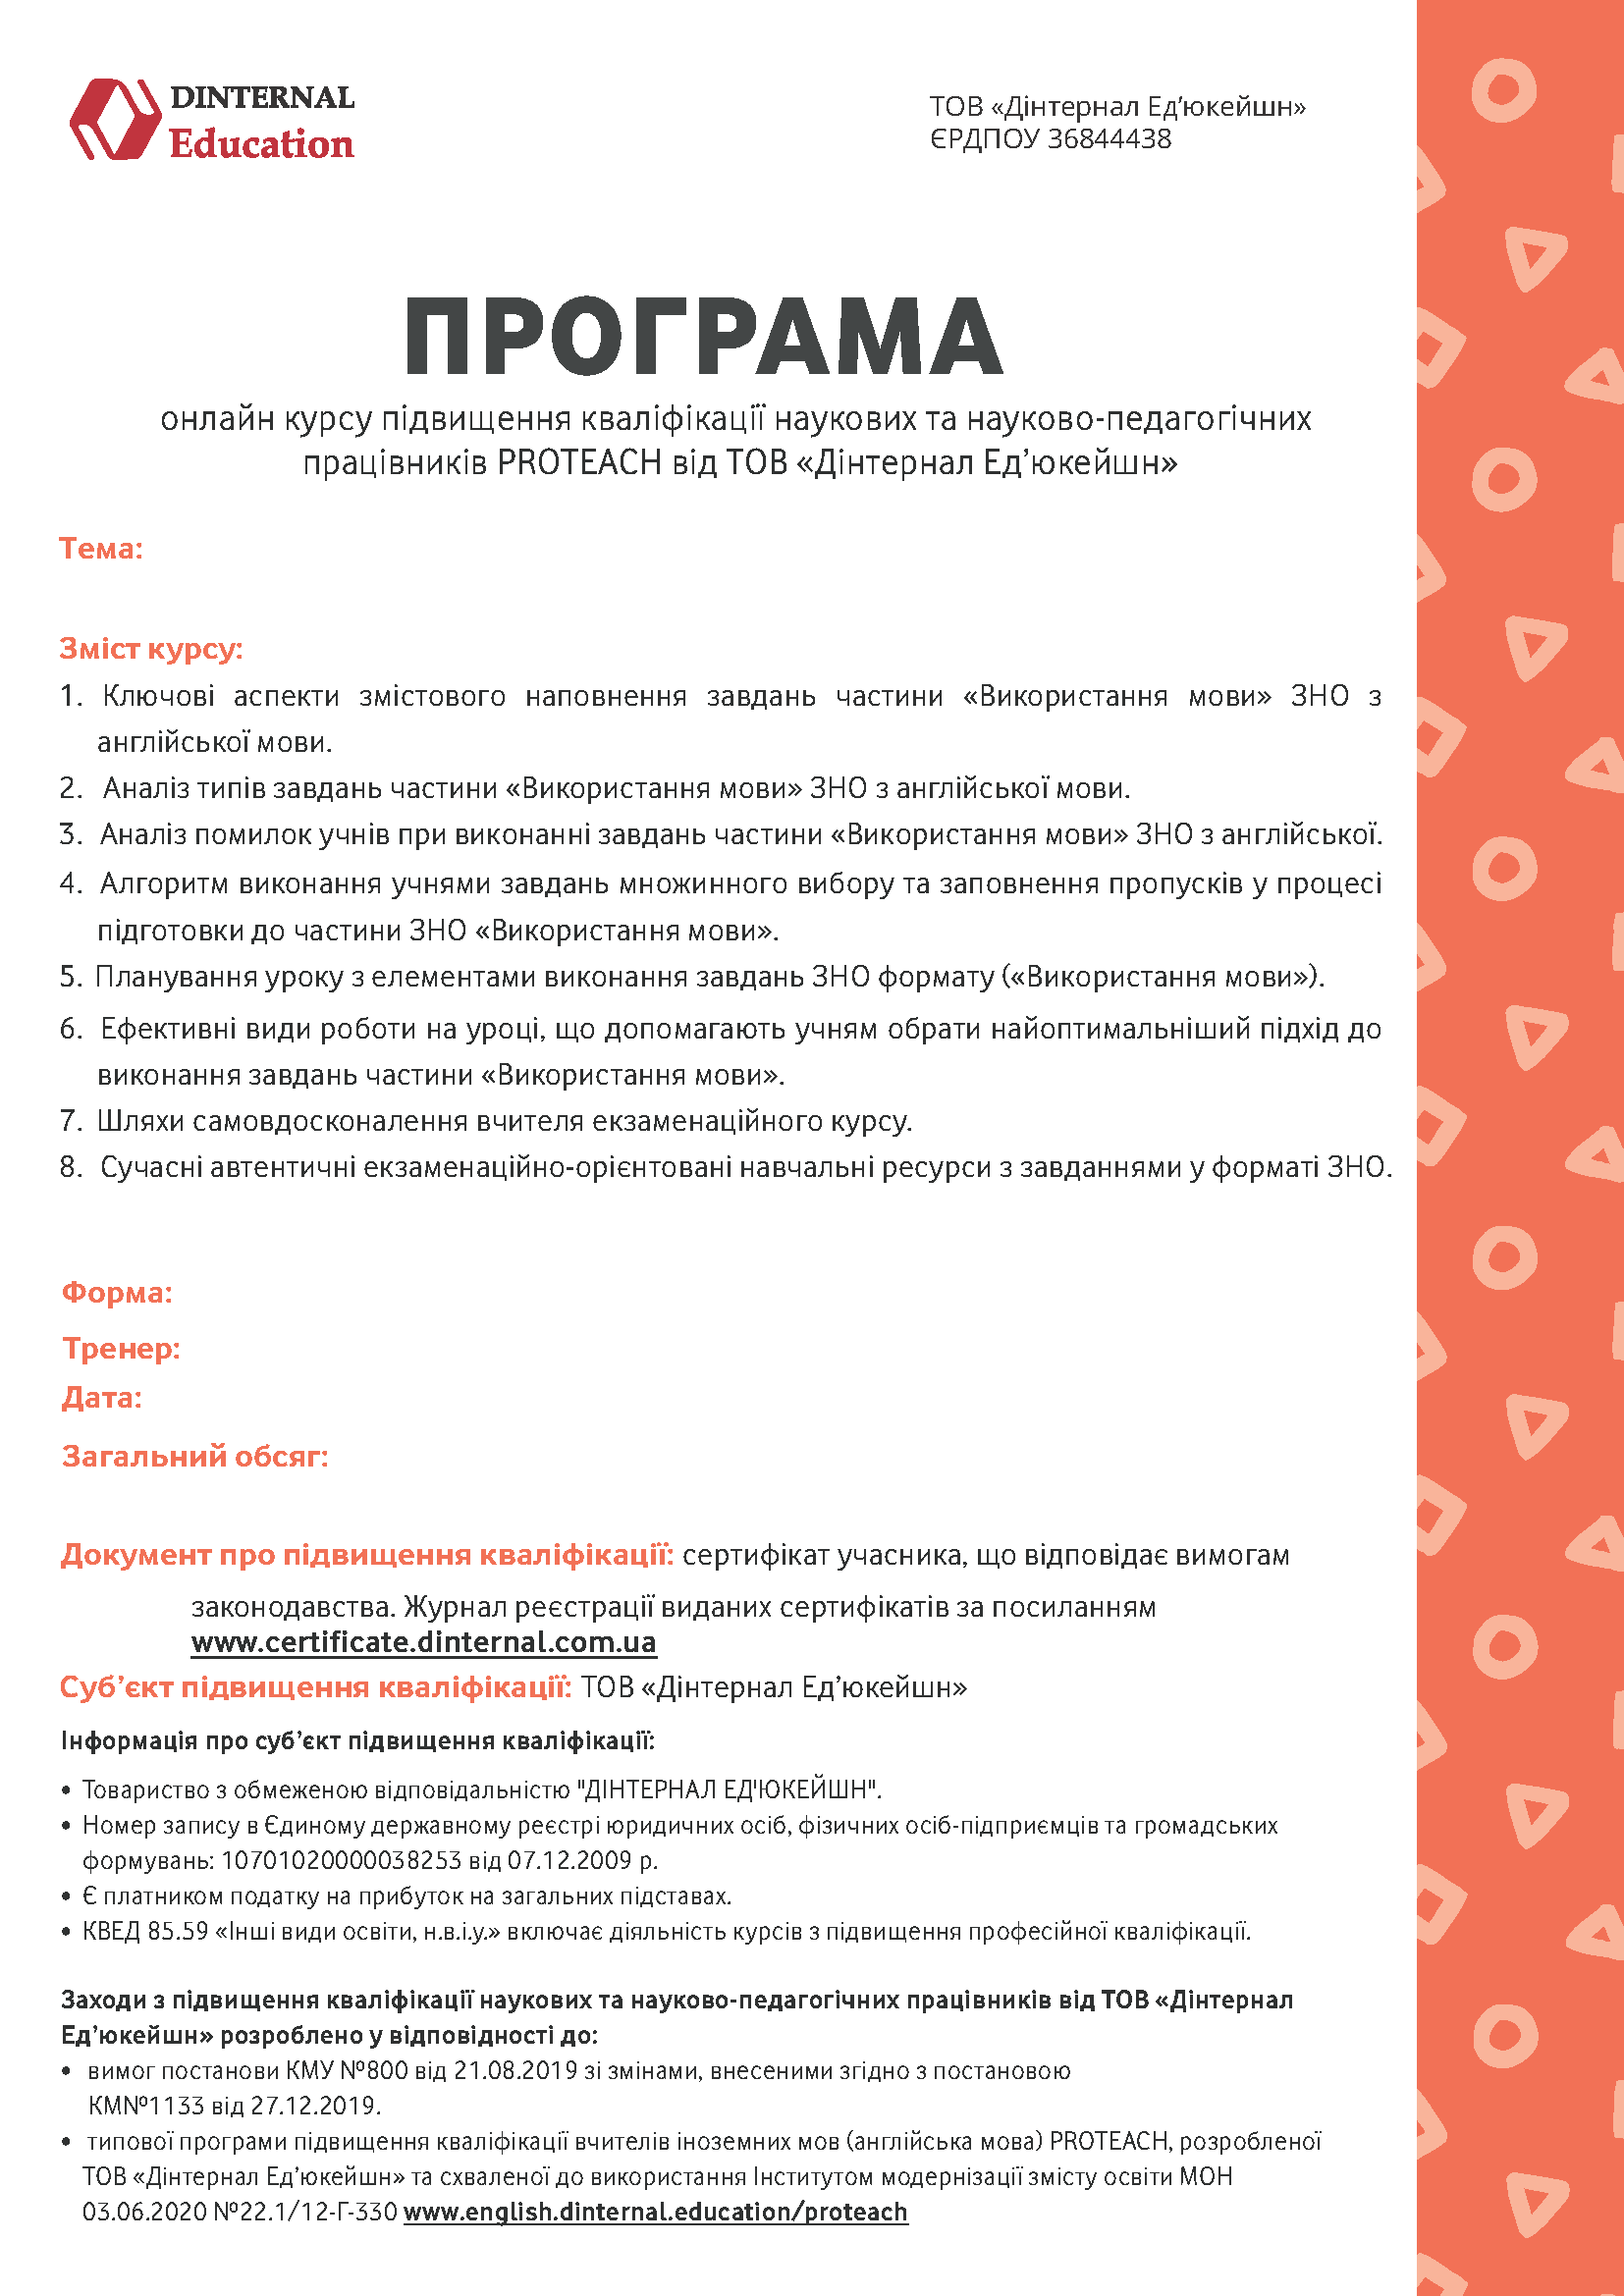 DINTERNAL
Education
ТОВ «Дінтернал Ед'юкейшн»
ЄРДПОУ 36844438
ПРОГРАМА
онлайн курсу підвищення кваліфікації наукових та науково-педагогічних
працівників PROTEACH від ТОВ «Дінтернал Ед’юкейшн»
Тема:
Зміст курсу:
1. Ключові аспекти змістового наповнення завдань частини «Використання мови» ЗНО з
англійської мови.
2. Аналіз типів завдань частини «Використання мови» ЗНО з англійської мови.
3. Аналіз помилок учнів при виконанні завдань частини «Використання мови» ЗНО з англійської.
4. Алгоритм виконання учнями завдань множинного вибору та заповнення пропусків у процесі
підготовки до частини ЗНО «Використання мови».
5. Планування уроку з елементами виконання завдань ЗНО формату («Використання мови»).
6. Ефективні види роботи на уроці, що допомагають учням обрати найоптимальніший підхід до
виконання завдань частини «Використання мови».
7. Шляхи самовдосконалення вчителя екзаменаційного курсу.
8. Сучасні автентичні екзаменаційно-орієнтовані навчальні ресурси з завданнями у форматі ЗНО.
Форма:
Тренер:
Дата:
Загальний обсяг:
Документ про підвищення кваліфікації: сертифікат учасника, що відповідає вимогам
законодавства. Журнал реєстрації виданих сертифікатів за посиланням
www.certificate.dinternal.com.ua
Суб’єкт підвищення кваліфікації: ТОВ «Дінтернал Ед’юкейшн»
Інформація про суб’єкт підвищення кваліфікації:
• Товариство з обмеженою відповідальністю "ДІНТЕРНАЛ ЕД'ЮКЕЙШН".
• Номер запису в Єдиному державному реєстрі юридичних осіб, фізичних осіб-підприємців та громадських
формувань: 10701020000038253 від 07.12.2009 р.
• Є платником податку на прибуток на загальних підставах.
• КВЕД 85.59 «Інші види освіти, н.в.і.у.» включає діяльність курсів з підвищення професійної кваліфікації.
Заходи з підвищення кваліфікації наукових та науково-педагогічних працівників від ТОВ «Дінтернал
Ед’юкейшн» розроблено у відповідності до:
• вимог постанови КМУ №800 від 21.08.2019 зі змінами, внесеними згідно з постановою
КМ№1133 від 27.12.2019.
• типової програми підвищення кваліфікації вчителів іноземних мов (англійська мова) PROTEACH, розробленої
ТОВ «Дінтернал Ед’юкейшн» та схваленої до використання Інститутом модернізації змісту освіти МОН
03.06.2020 №22.1/12-Г-330 www.english.dinternal.education/proteach